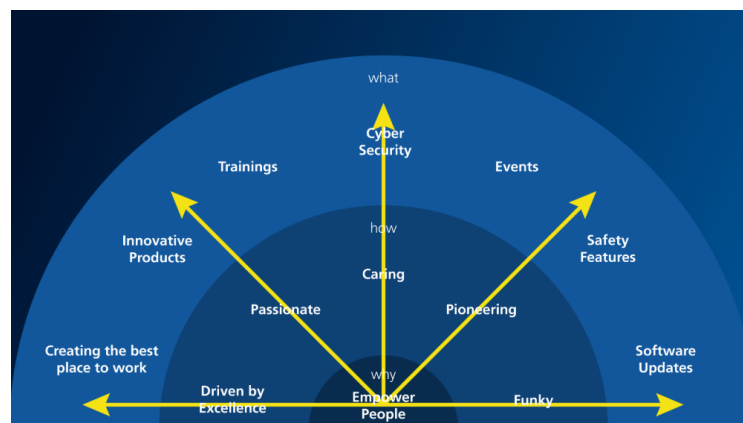 what
Cyber
Security
Trainings
Events
how
Innovative
Products
Safety
Features
Caring
Passionate
Pioneering
Creating the best
place to work
Software
Updates
why
Driven by
Excellence
Empower
People
Funky